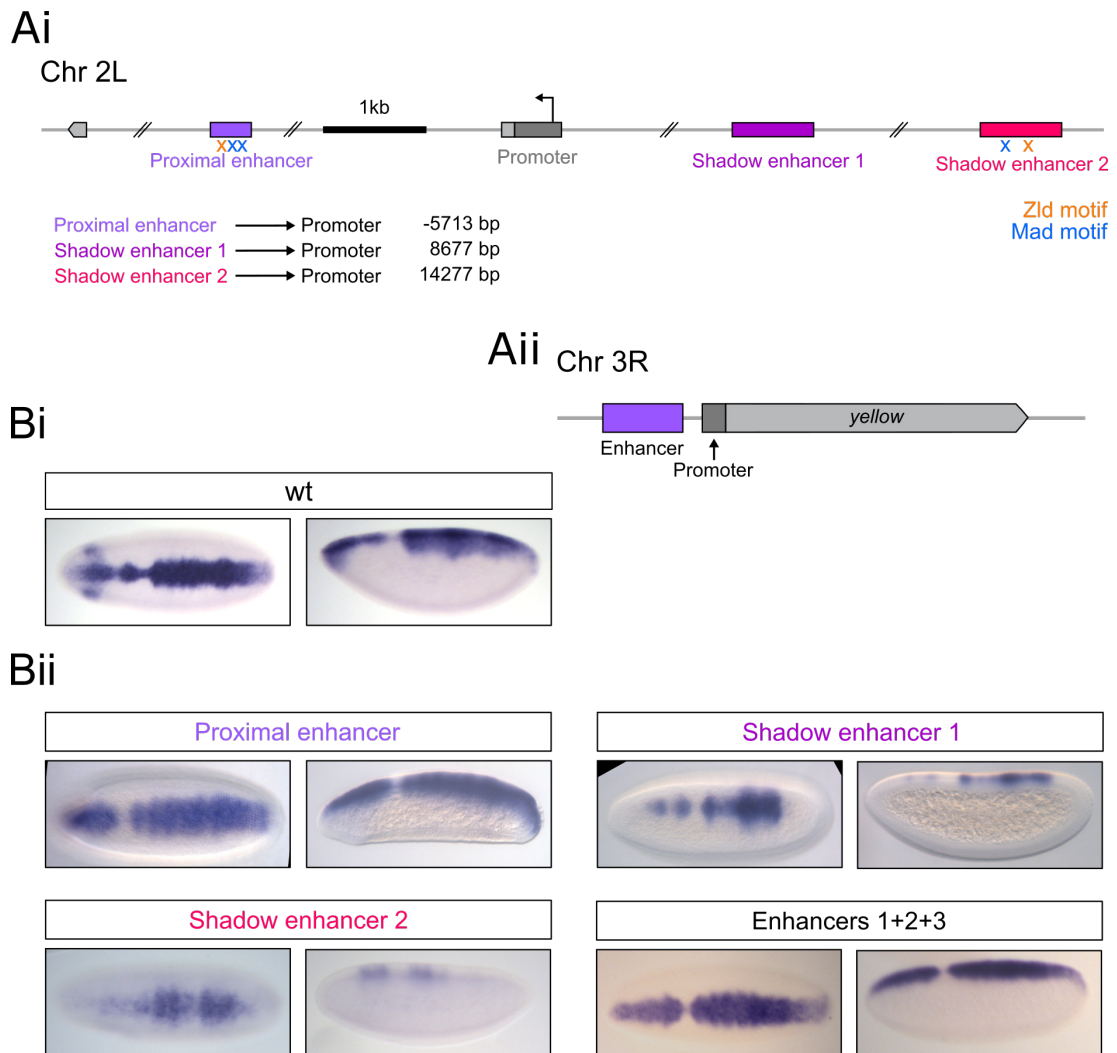 Ai
Chr 2L
1kb
Proximal enhancer
Promoter
Shadow enhancer 1
Shadow enhancer 2
x x x
x x
Proximal enhancer Promoter -5713 bp
Shadow enhancer 1 Promoter 8677 bp
Shadow enhancer 2 Promoter 14277 bp
Zld motif
Mad motif
Aii
Chr 3R
yellow
Enhancer
Promoter
Bi
wt
Bii
Proximal enhancer
Shadow enhancer 1
Shadow enhancer 2
Enhancers 1+2+3